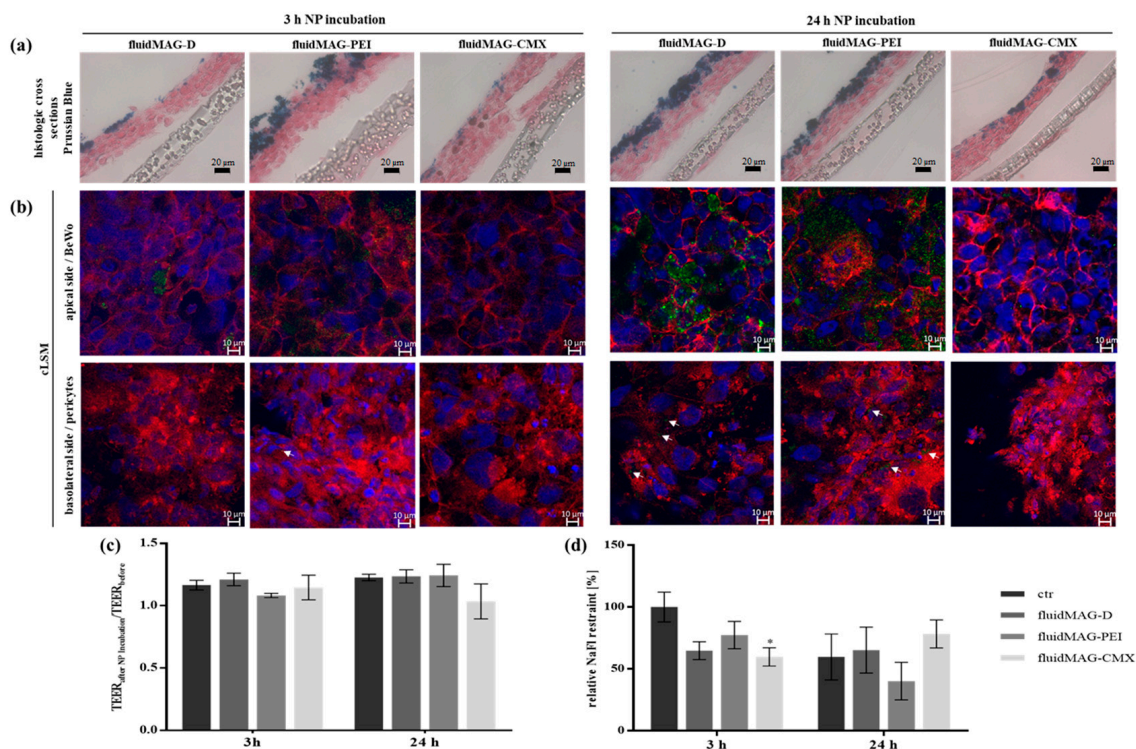 3 h NP incubation
24 h NP incubation
(a)
fluidMAG-D
fluidMAG-PEI
fluidMAG-CMX
fluidMAG-D
fluidMAG-PEI
fluidMAG-CMX
histologic cross
sections
Prussian Blue
20 µm
20 µm
20 µm
20 µm
20 µm
20 µm
(b)
cLSM
apical side / BeWo
10 µm
10 µm
10 µm
10 µm
10 µm
10 µm
basolateral side / pericytes
10 µm
10 µm
10 µm
10 µm
10 µm
10 µm
(c)
TEERafter NP incubation/TEERbefore
1.5
1.0
0.5
0.0
3h
24 h
(d)
relative NaFl restraint [%]
150
100
50
0
*
3 h
24 h
ctr
fluidMAG-D
fluidMAG-PEI
fluidMAG-CMX